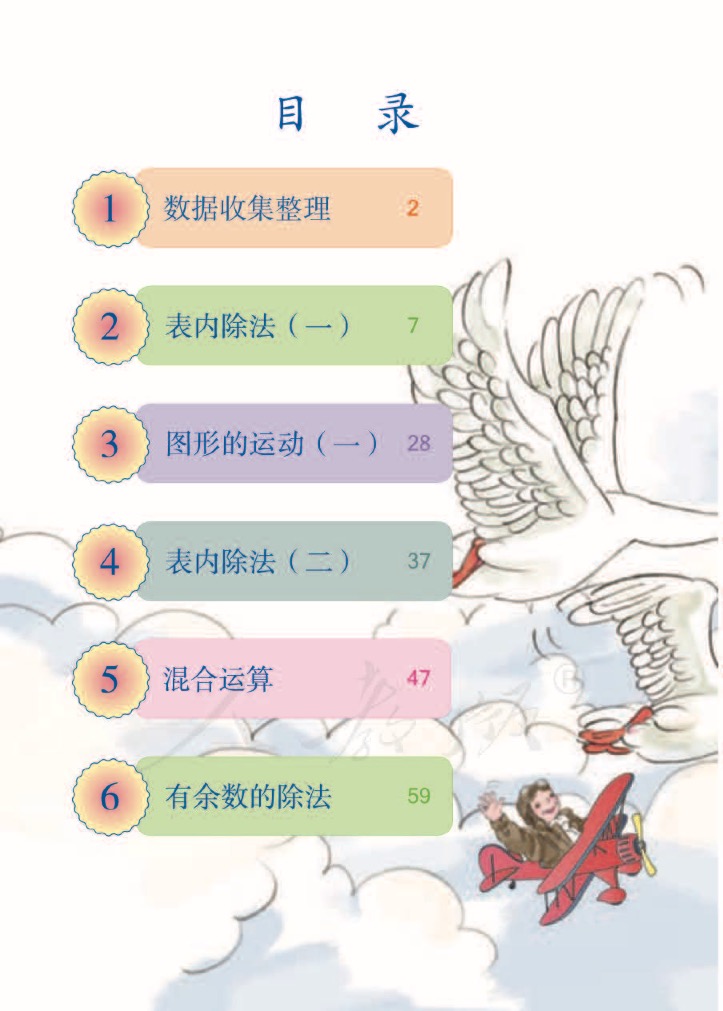 目 录
1 数据收集整理 2
2 表内除法（一） 7
3 图形的运动（一） 28
4 表内除法（二） 37
5 混合运算 47
6 有余数的除法 59